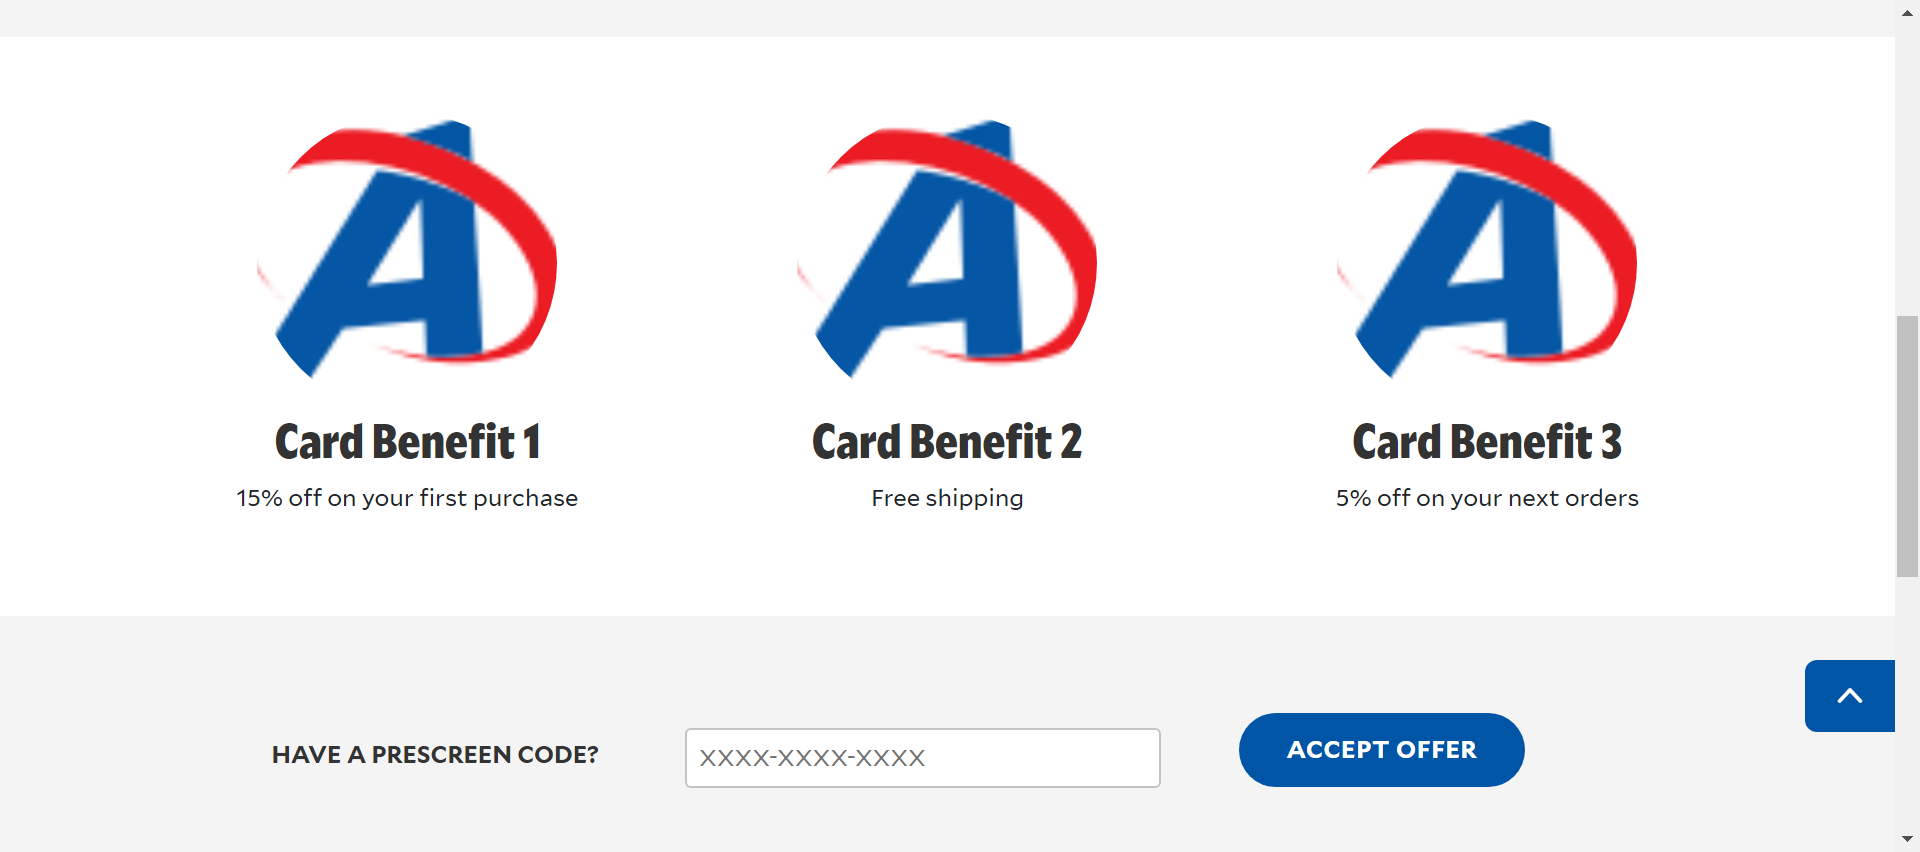 Card Benefit 1
15% off on your first purchase
Card Benefit 2
Free shipping
Card Benefit 3
5% off on your next orders
HAVE A PRESCREEN CODE?
XXXX-XXXX-XXXX
ACCEPT OFFER